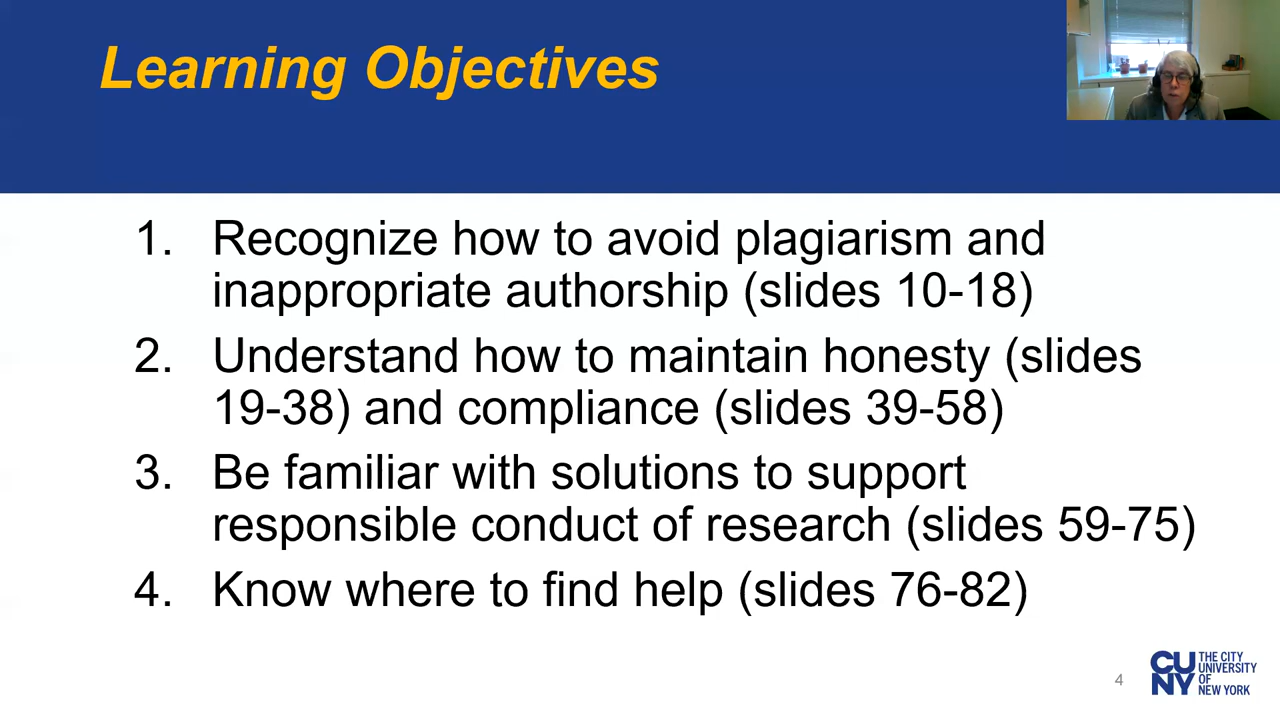 Learning Objectives
1. Recognize how to avoid plagiarism and
inappropriate authorship (slides 10-18)
2. Understand how to maintain honesty (slides
19-38) and compliance (slides 39-58)
3. Be familiar with solutions to support
responsible conduct of research (slides 59-75)
4. Know where to find help (slides 76-82)
4
CU
NY
THE CITY
UNIVERSITY
OF
NEW YORK